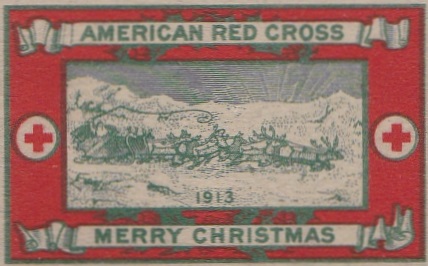 AMERICAN RED CROSS
1913
MERRY CHRISTMAS